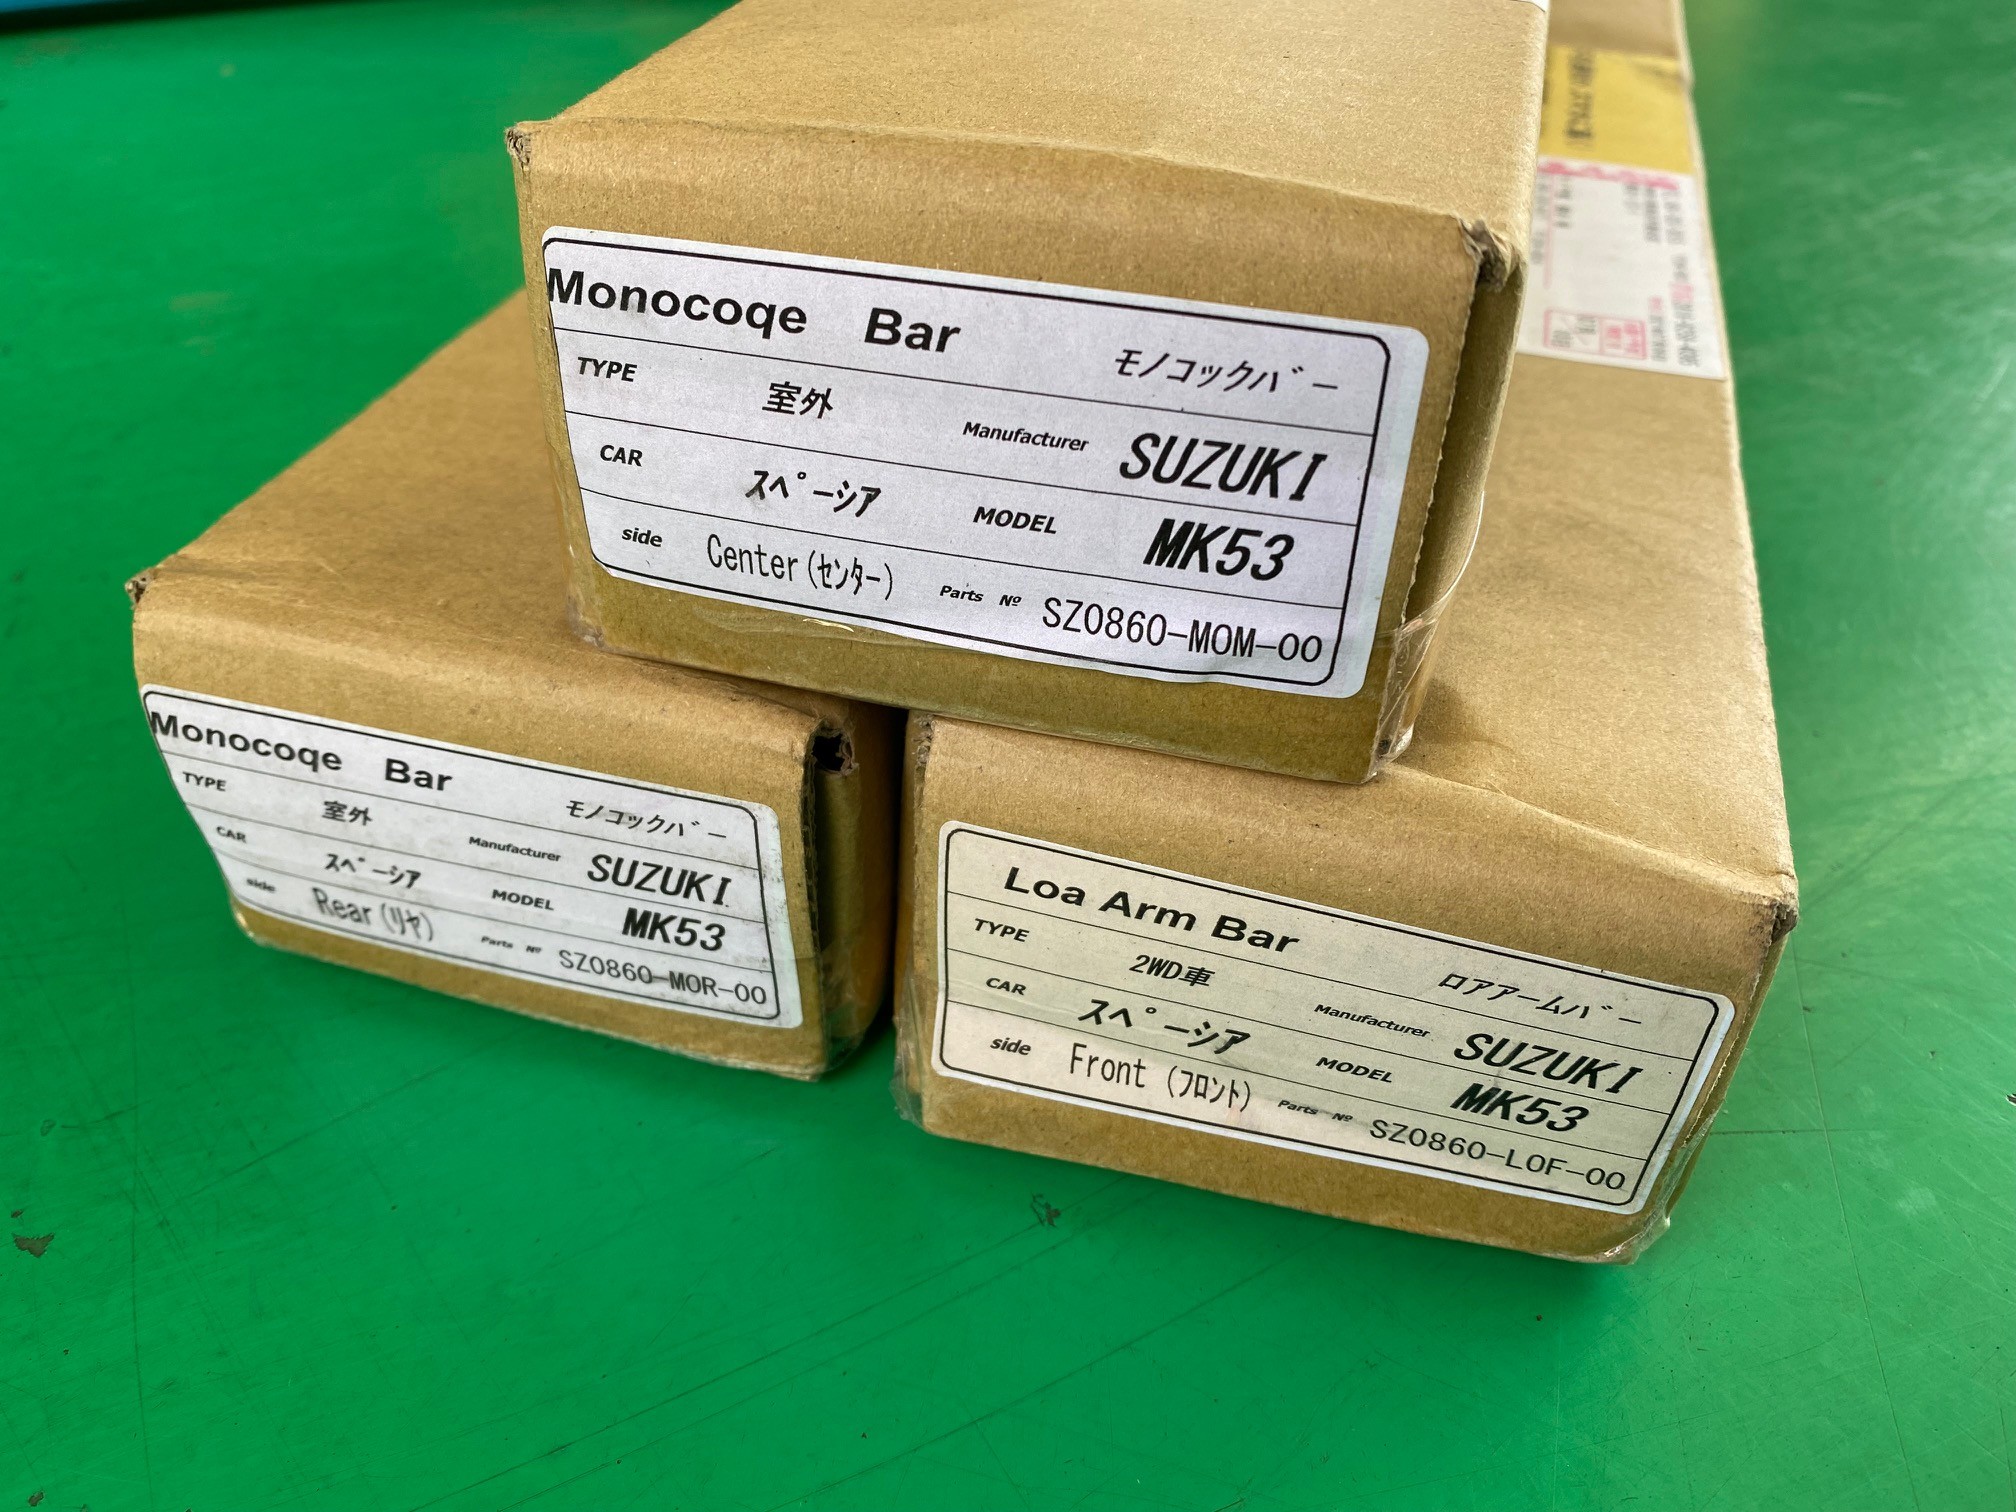 Monocoqe Bar モノコックバー
TYPE 室外 Manufacturer SUZUKI
CAR スペーシア MODEL MK53
side Center(センター) Parts № SZ0860-MOM-00
Monocoqe Bar モノコックバー
TYPE 室外 Manufacturer SUZUKI
CAR スペーシア MODEL MK53
side Rear(リヤ) Parts № SZ0860-MOR-00
Loa Arm Bar ロアアームバー
TYPE 2WD車 Manufacturer SUZUKI
CAR スペーシア MODEL MK53
side Front (フロント) Parts № SZ0860-LOF-00